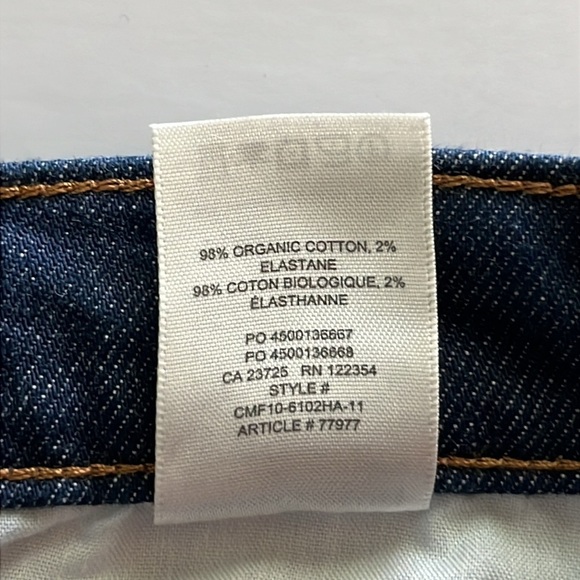 98% ORGANIC COTTON, 2%
ELASTANE
98% COTON BIOLOGIQUE, 2%
ÉLASTHANNE
PO 4500136667
PO 4500136668
CA 23725 RN 122354
STYLE #
CMF10-6102HA-11
ARTICLE # 77977